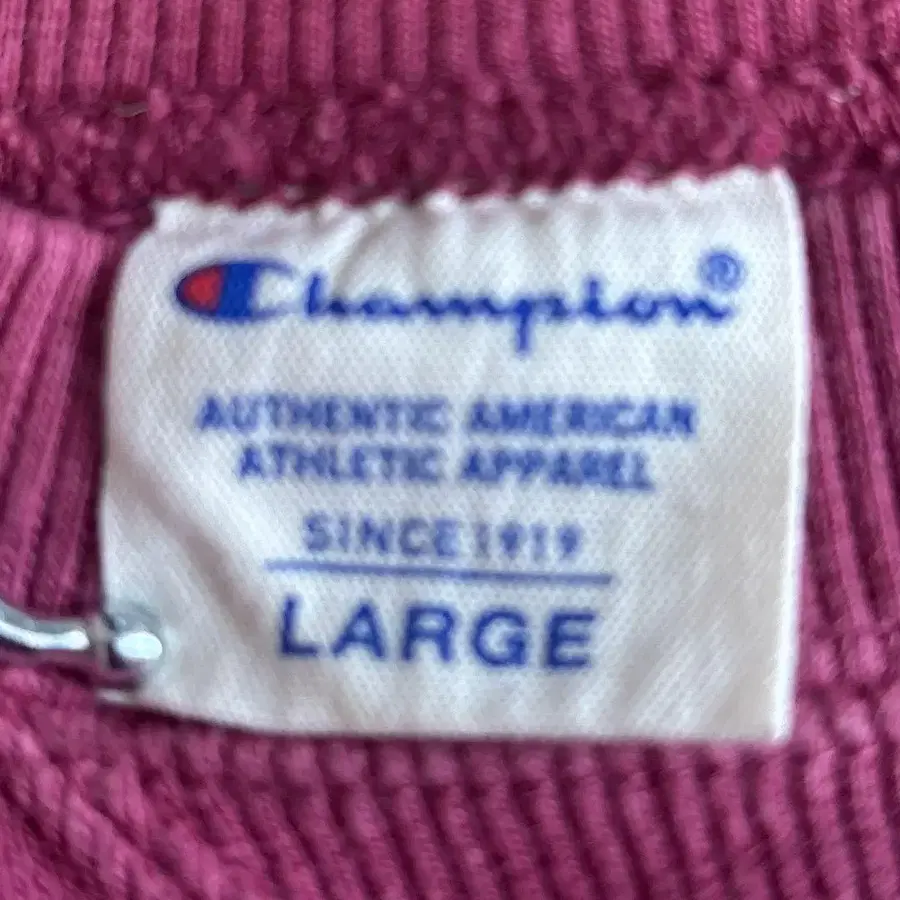 Champion®
AUTHENTIC AMERICAN
ATHLETIC APPAREL
SINCE 1919
LARGE